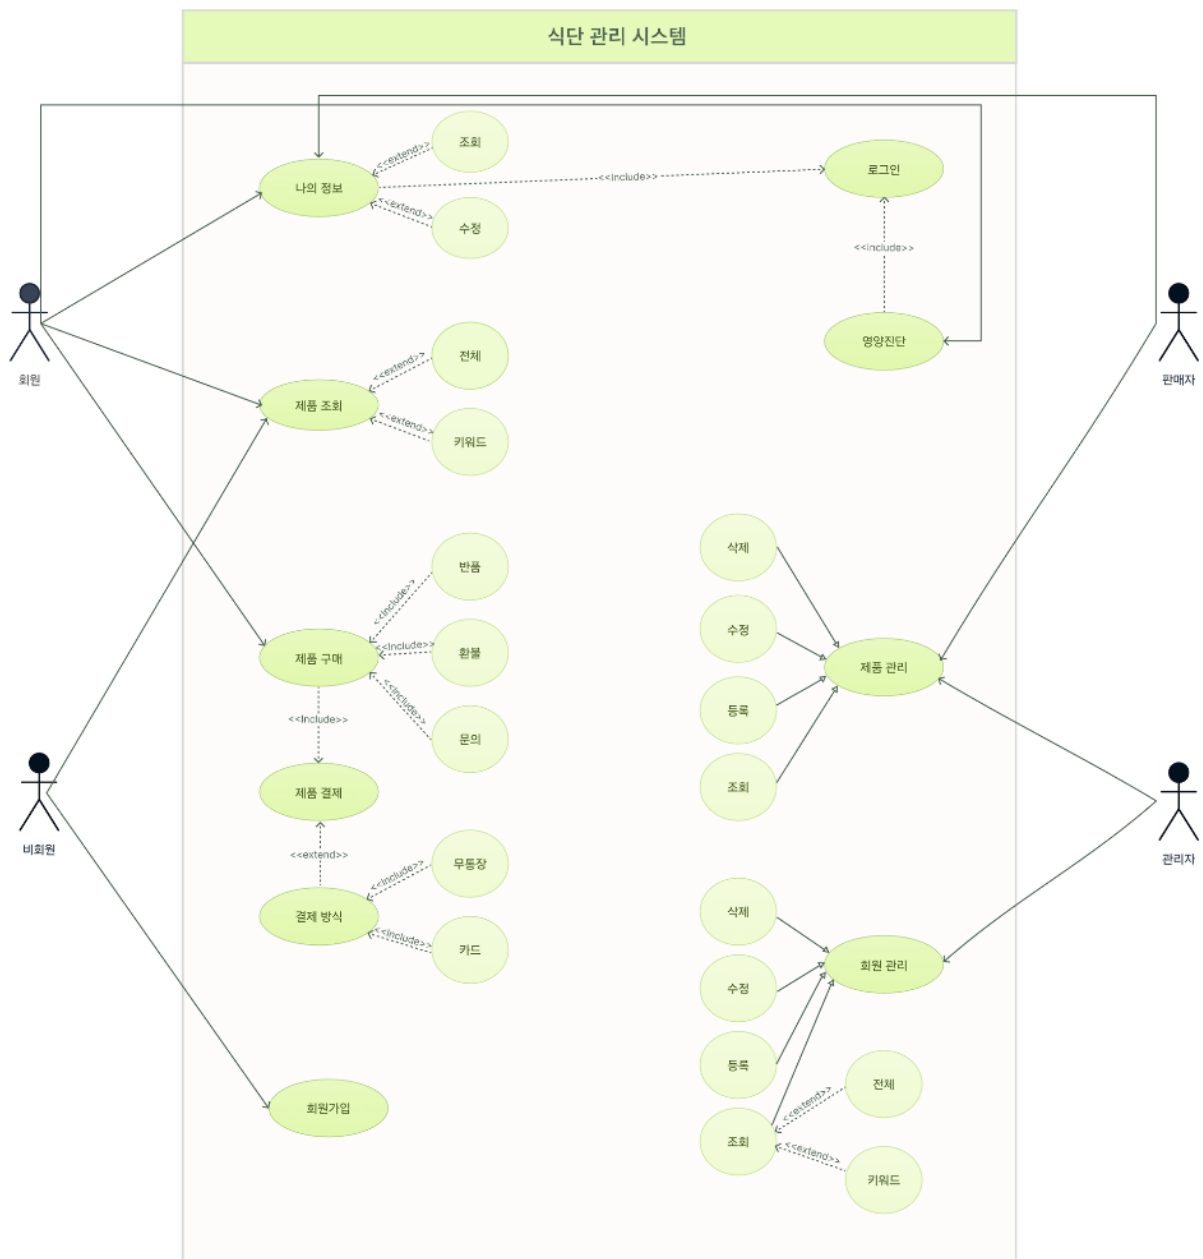 식단 관리 시스템
조회
<<extend>>
나의 정보
<<Include>>
로그인
<<extend>>
수정
<<Include>>
회원
판매자
영양진단
전체
<<extend>>
제품 조회
<<extend>>
키워드
반품
<<Include>>
제품 구매
<<Include>>
환불
<<Include>>
문의
<<Include>>
제품 결제
<<extend>>
무통장
<<Include>>
결제 방식
<<Include>>
카드
비회원
회원가입
삭제
수정
제품 관리
등록
조회
관리자
삭제
회원 관리
수정
등록
전체
<<extend>>
조회
<<extend>>
키워드